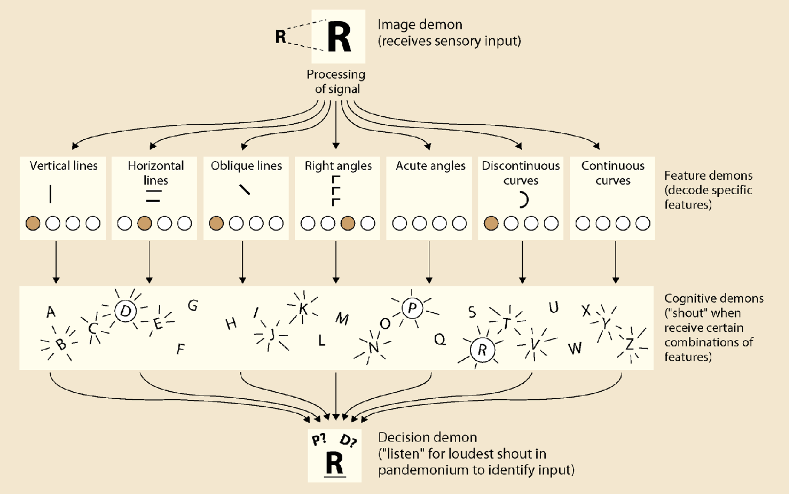 R
R
Image demon
(receives sensory input)
Processing
of signal
Vertical lines
Horizontal
lines
Oblique lines
Right angles
Acute angles
Discontinuous
curves
Continuous
curves
Feature demons
(decode specific
features)
A B C D E F G H I J K L M N O P Q R S T U V W X Y Z
Cognitive demons
("shout" when
receive certain
combinations of
features)
P? D?
R
Decision demon
("listen" for loudest shout in
pandemonium to identify input)